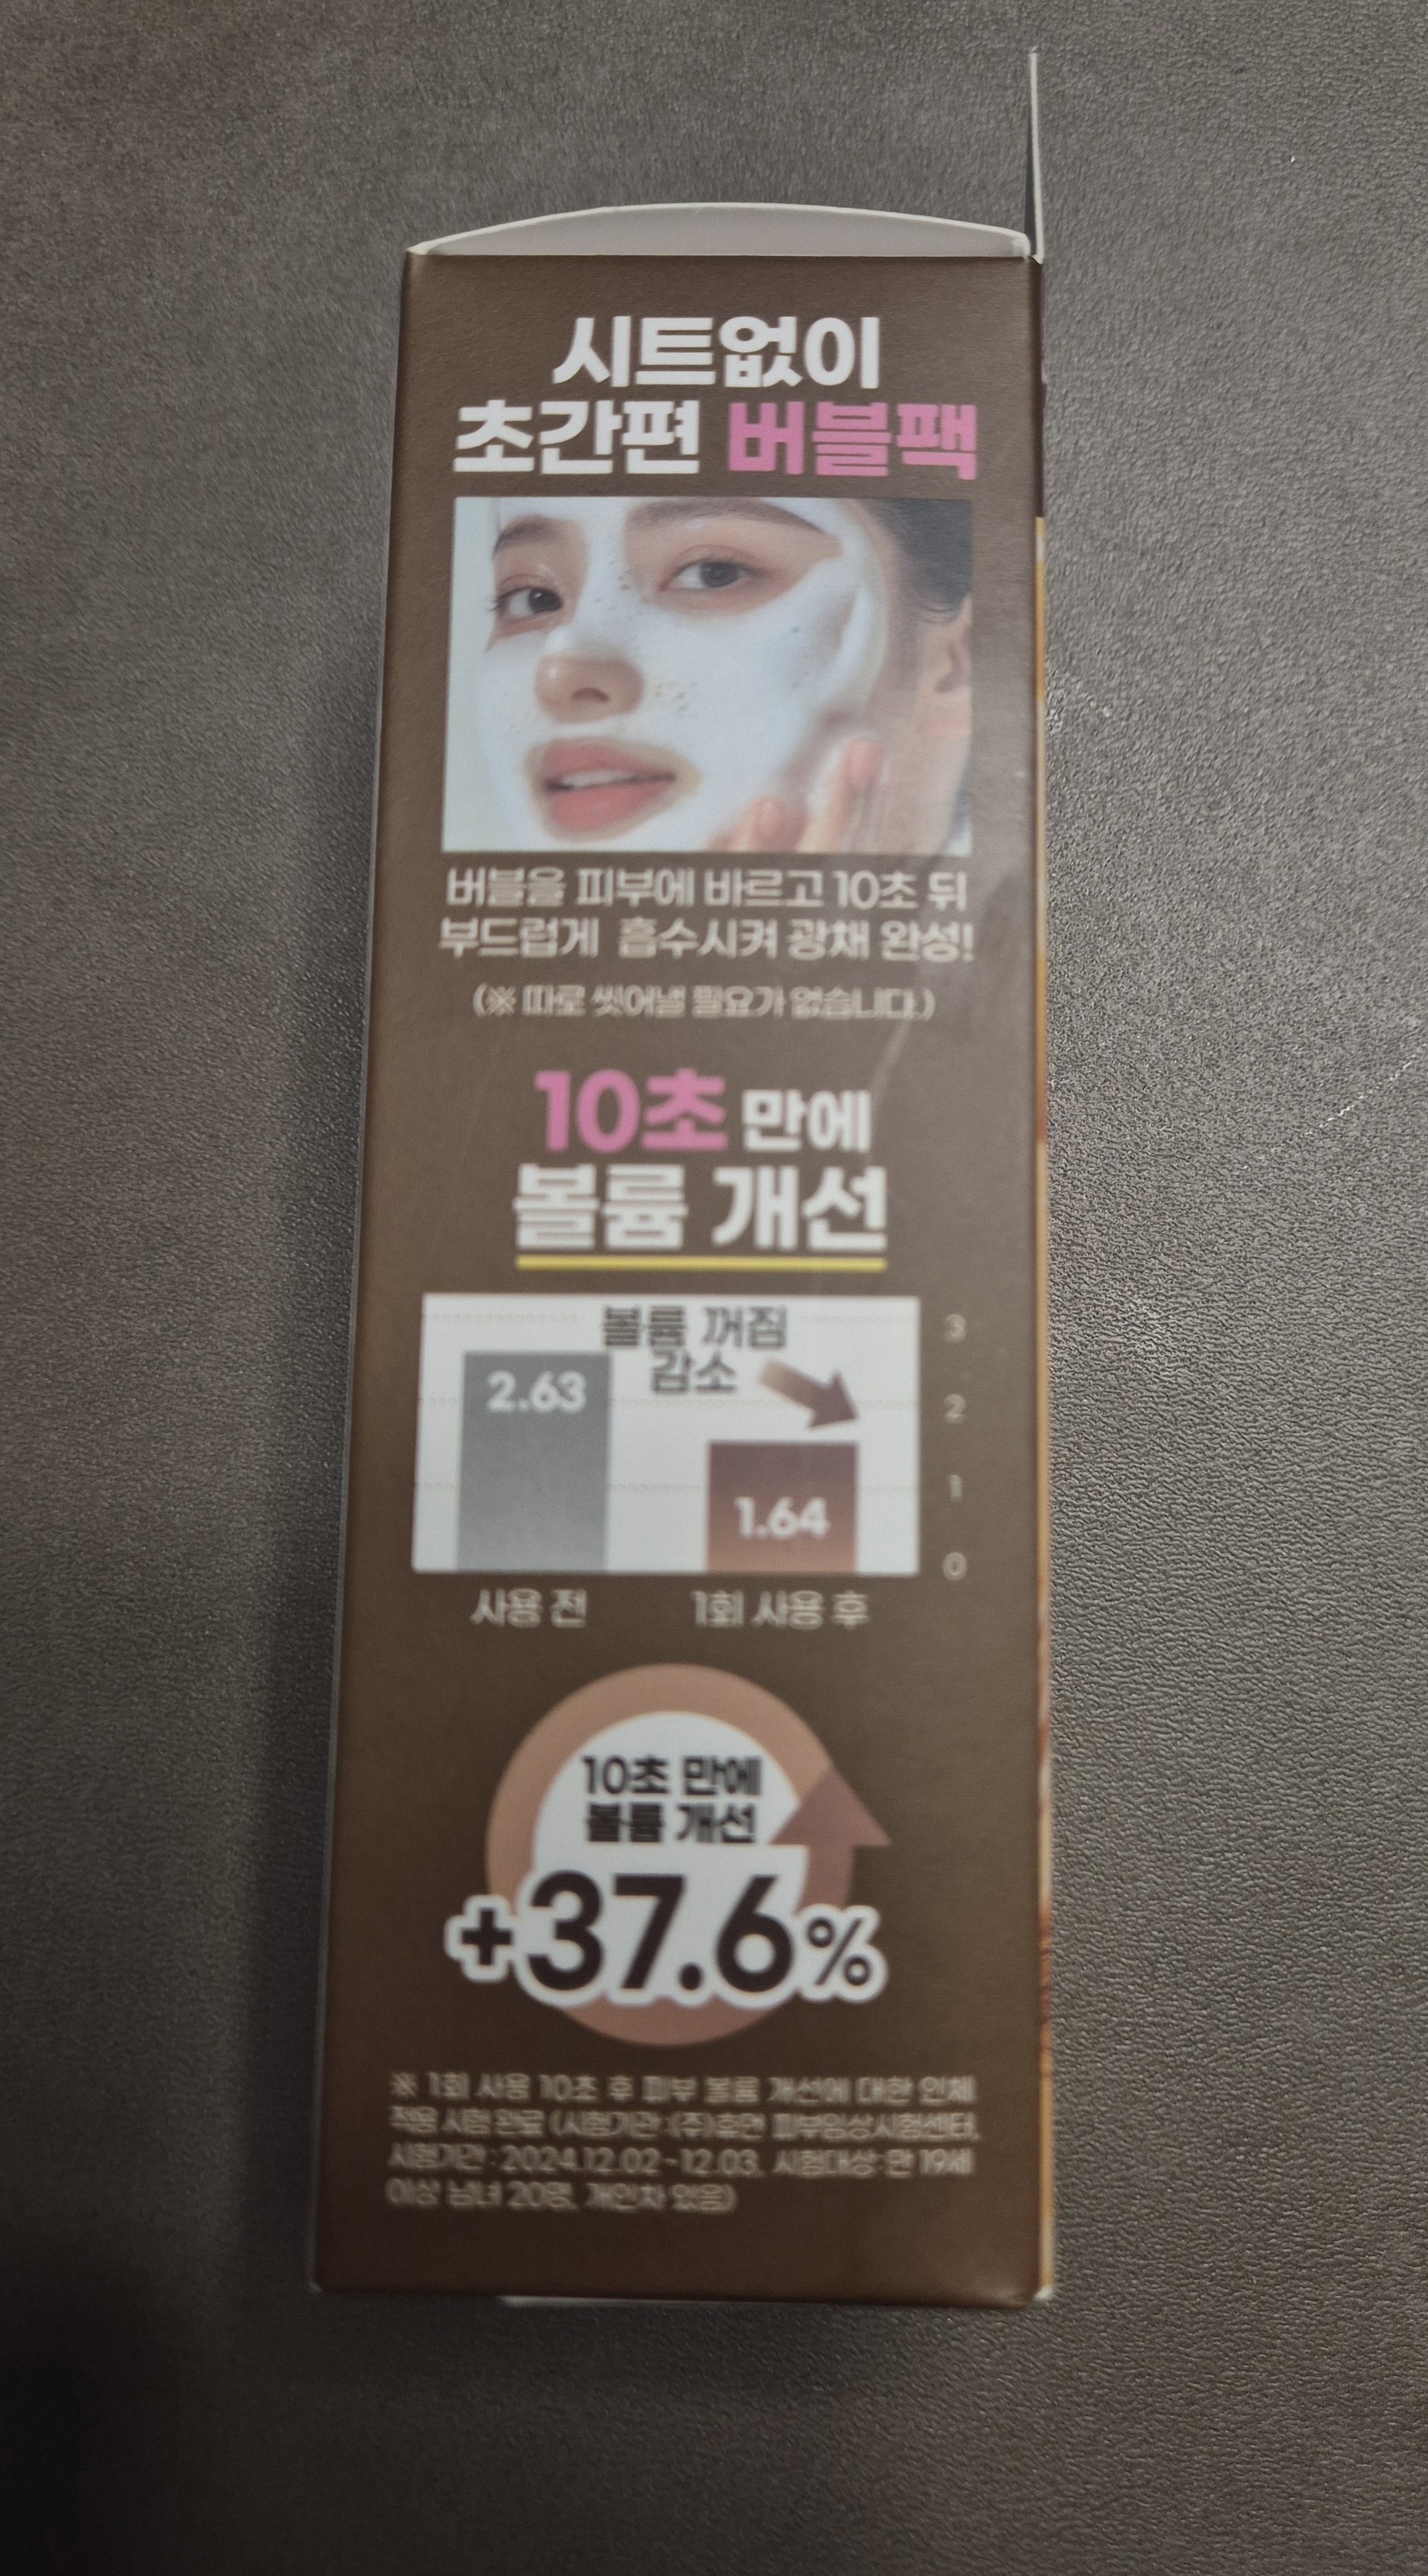 시트없이
초간편 버블팩
버블을 피부에 바르고 10초 뒤
부드럽게 흡수시켜 광채 완성!
(※ 따로 씻어낼 필요가 없습니다.)
10초 만에
볼륨 개선
볼륨 꺼짐
감소
3
2.63
2
1
1.64
0
사용 전 1회 사용 후
10초 만에
볼륨 개선
+37.6%
※ 1회 사용 10초 후 피부 볼륨 개선에 대한 인체
적용 시험 완료 (시험기관:(주)휴먼 피부임상시험센터,
시험기간 : 2024.12.02~12.03, 시험대상: 만 19세
이상 남녀 20명, 개인차 있음)